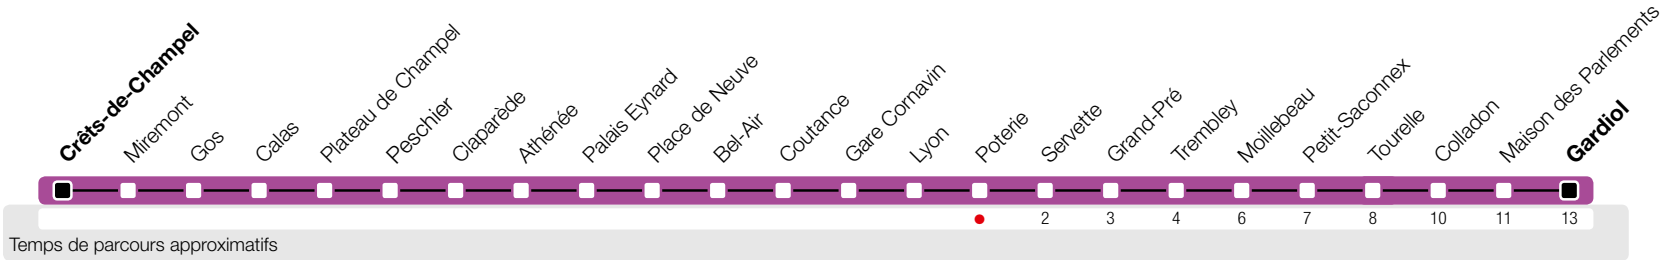 Crêts-de-Champel
Miremont
Gos
Calas
Plateau de Champel
Peschier
Claparède
Athénée
Palais Eynard
Place de Neuve
Bel-Air
Coutance
Gare Cornavin
Lyon
Poterie
Servette
Grand-Pré
Trembley
Moillebeau
Petit-Saconnex
Tourelle
Colladon
Maison des Parlements
Gardiol
2 3 4 6 7 8 10 11 13
Temps de parcours approximatifs